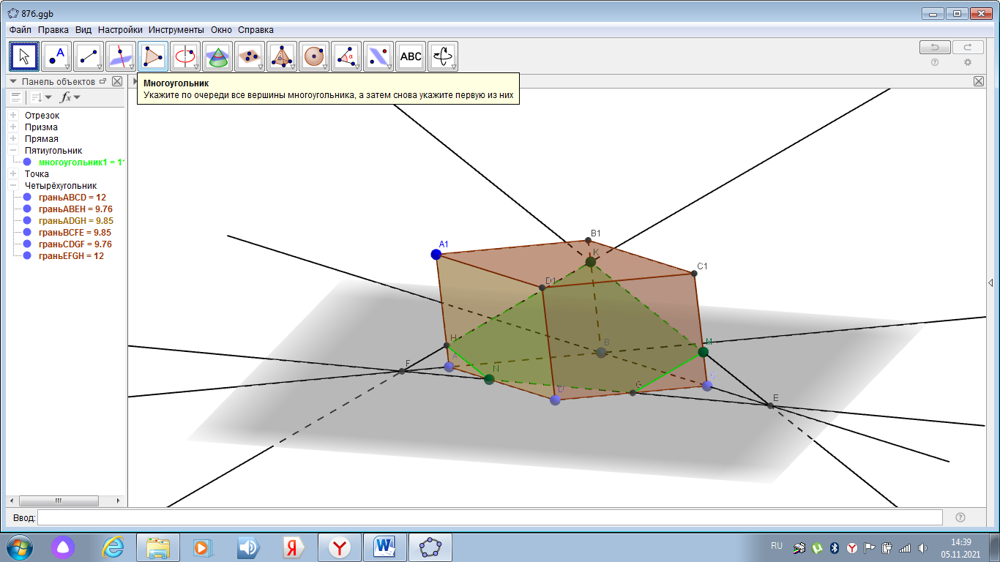 876.ggb
Файл Правка Вид Настройки Инструменты Окно Справка
A
α
ABC
Панель объектов
Многоугольник
Укажите по очереди все вершины многоугольника, а затем снова укажите первую из них
fx
Отрезок
Призма
Прямая
Пятиугольник
многоугольник1 = 1
Точка
Четырёхугольник
граньABCD = 12
граньABEH = 9.76
граньADGH = 9.85
граньBCFE = 9.85
граньCDGF = 9.76
граньEFGH = 12
A1
B1
K
C1
D1
H
A
B
M
F
N
C
D
G
E
Ввод:
RU
14:39
05.11.2021